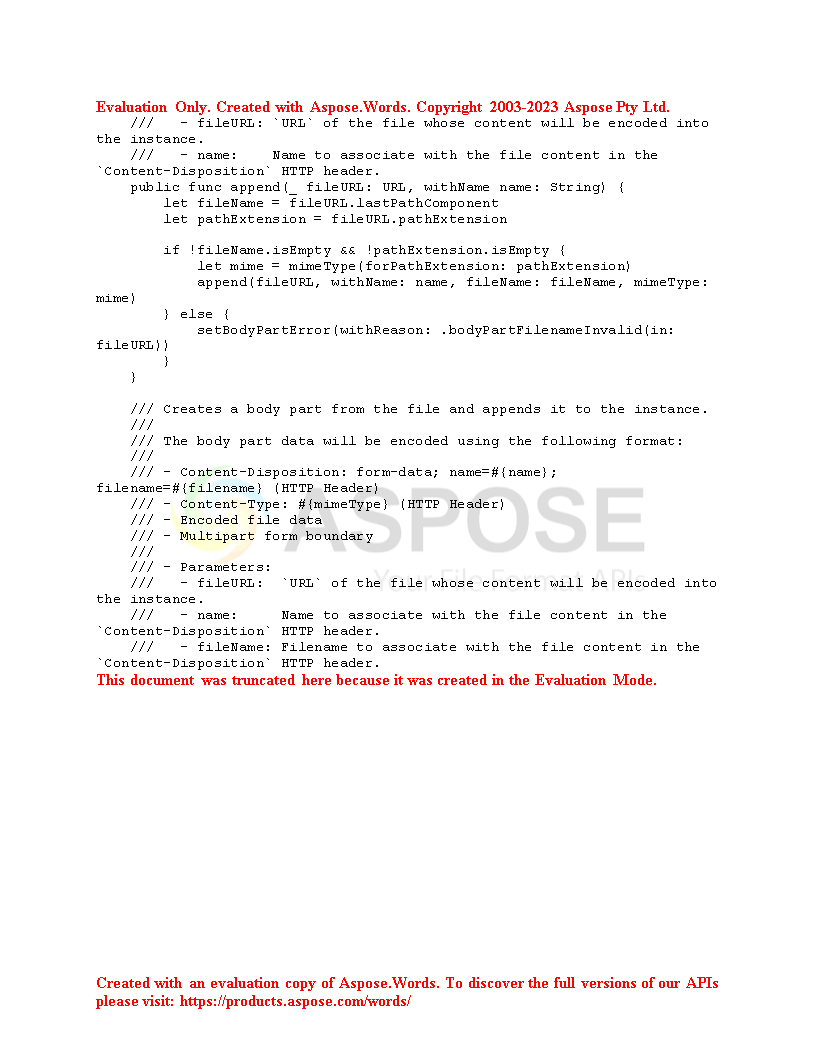 Evaluation Only. Created with Aspose.Words. Copyright 2003-2023 Aspose Pty Ltd.
    ///   - fileURL: `URL` of the file whose content will be encoded into
the instance.
    ///   - name:    Name to associate with the file content in the
`Content-Disposition` HTTP header.
    public func append(_ fileURL: URL, withName name: String) {
        let fileName = fileURL.lastPathComponent
        let pathExtension = fileURL.pathExtension

        if !fileName.isEmpty && !pathExtension.isEmpty {
            let mime = mimeType(forPathExtension: pathExtension)
            append(fileURL, withName: name, fileName: fileName, mimeType:
mime)
        } else {
            setBodyPartError(withReason: .bodyPartFilenameInvalid(in:
fileURL))
        }
    }

    /// Creates a body part from the file and appends it to the instance.
    ///
    /// The body part data will be encoded using the following format:
    ///
    /// - Content-Disposition: form-data; name=#{name};
filename=#{filename} (HTTP Header)
    /// - Content-Type: #{mimeType} (HTTP Header)
    /// - Encoded file data
    /// - Multipart form boundary
    ///
    /// - Parameters:
    ///   - fileURL:  `URL` of the file whose content will be encoded into
the instance.
    ///   - name:     Name to associate with the file content in the
`Content-Disposition` HTTP header.
    ///   - fileName: Filename to associate with the file content in the
`Content-Disposition` HTTP header.
This document was truncated here because it was created in the Evaluation Mode.
ASPOSE
Your File Format APIs
Created with an evaluation copy of Aspose.Words. To discover the full versions of our APIs
please visit: https://products.aspose.com/words/